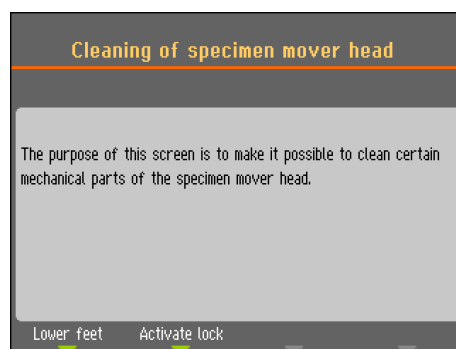 Cleaning of specimen mover head
The purpose of this screen is to make it possible to clean certain
mechanical parts of the specimen mover head.
Lower feet Activate lock